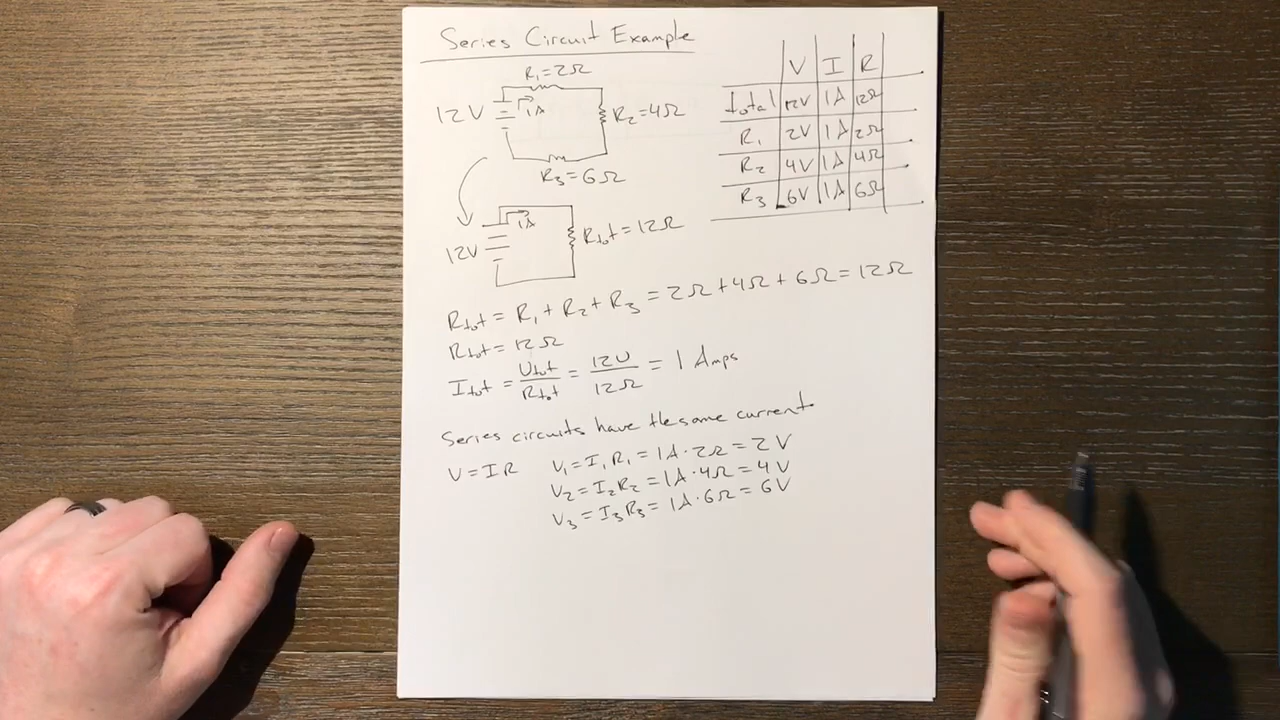 Series Circuit Example
R₁=2Ω
12V
1A
R₂=4Ω
R₃=6Ω
12V
1A
Rtot=12Ω
V I R
total 12V 1A 12Ω
R₁ 2V 1A 2Ω
R₂ 4V 1A 4Ω
R₃ 6V 1A 6Ω
Rtot = R₁ + R₂ + R₃ = 2Ω + 4Ω + 6Ω = 12Ω
Rtot = 12Ω
Itot = Vtot/Rtot = 12V/12Ω = 1 Amps
Series circuits have the same current
V = IR
V₁ = I₁R₁ = 1A·2Ω = 2V
V₂ = I₂R₂ = 1A·4Ω = 4V
V₃ = I₃R₃ = 1A·6Ω = 6V